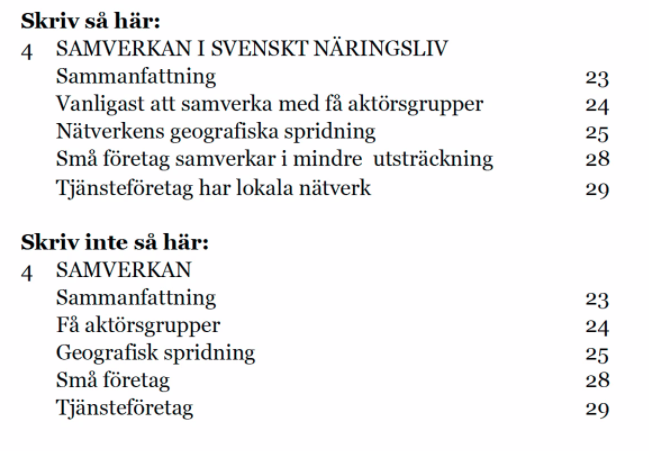 Skriv så här:
4 SAMVERKAN I SVENSKT NÄRINGSLIV
Sammanfattning 23
Vanligast att samverka med få aktörsgrupper 24
Nätverkens geografiska spridning 25
Små företag samverkar i mindre  utsträckning 28
Tjänsteföretag har lokala nätverk 29
Skriv inte så här:
4 SAMVERKAN
Sammanfattning 23
Få aktörsgrupper 24
Geografisk spridning 25
Små företag 28
Tjänsteföretag 29